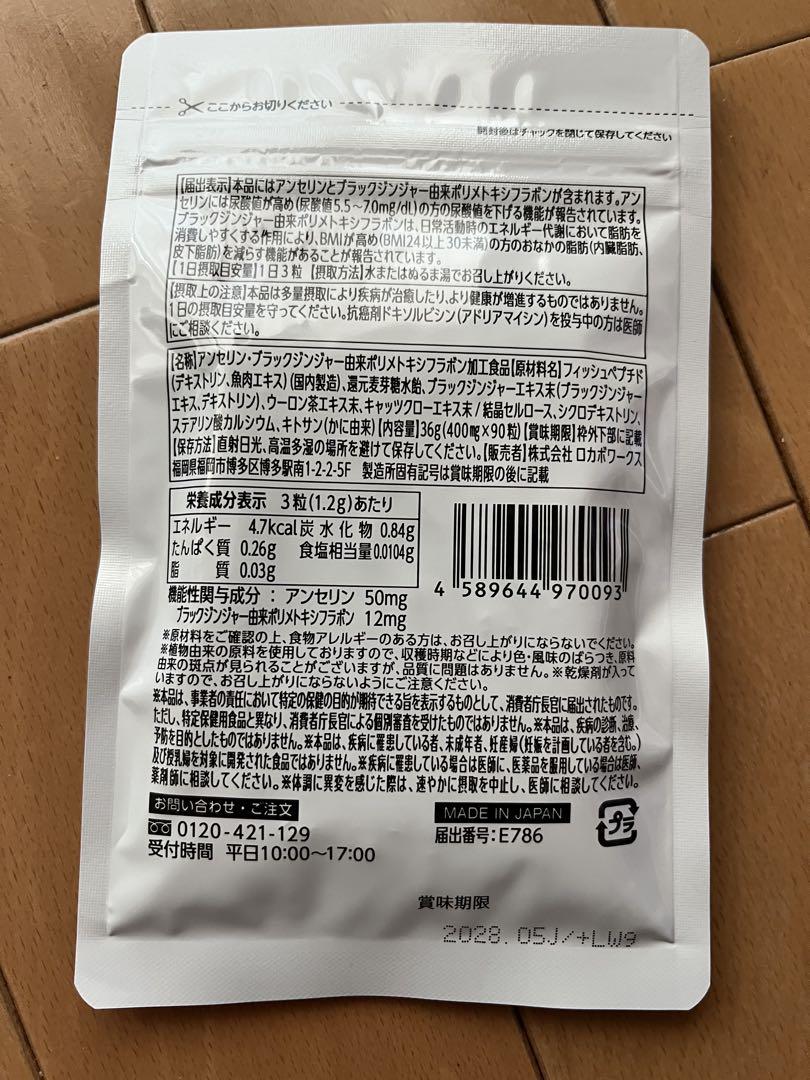 ここからお切りください
開封後はチャックを閉じて保存してください
【届出表示】本品にはアンセリンとブラックジンジャー由来ポリメトキシフラボンが含まれます。アン
セリンには尿酸値が高め(尿酸値5.5~7.0mg/dL)の方の尿酸値を下げる機能が報告されています。
ブラックジンジャー由来ポリメトキシフラボンは、日常活動時のエネルギー代謝において脂肪を
消費しやすくする作用により、BMIが高め(BMI24以上30未満)の方のおなかの脂肪(内臓脂肪、
皮下脂肪)を減らす機能があることが報告されています。
【1日摂取目安量】1日3粒 【摂取方法】水またはぬるま湯でお召し上がりください。
【摂取上の注意】本品は多量摂取により疾病が治癒したり、より健康が増進するものではありません。
1日の摂取目安量を守ってください。抗癌剤ドキソルビシン(アドリアマイシン)を投与中の方は医師
にご相談ください。
【名称】アンセリン・ブラックジンジャー由来ポリメトキシフラボン加工食品【原材料名】フィッシュペプチド
(デキストリン、魚肉エキス)(国内製造)、還元麦芽糖水飴、ブラックジンジャーエキス末(ブラックジンジャー
エキス、デキストリン)、ウーロン茶エキス末、キャッツクローエキス末/結晶セルロース、シクロデキストリン、
ステアリン酸カルシウム、キトサン(かに由来)【内容量】36g(400mg×90粒)【賞味期限】枠外下部に記載
【保存方法】直射日光、高温多湿の場所を避けて保存してください。【販売者】株式会社 ロカボワークス
福岡県福岡市博多区博多駅南1-2-2-5F 製造所固有記号は賞味期限の後に記載
栄養成分表示 3粒(1.2g)あたり
エネルギー 4.7kcal 炭水化物 0.84g
たんぱく質 0.26g 食塩相当量 0.0104g
脂質 0.03g
4 589644 970093
機能性関与成分：アンセリン 50mg
ブラックジンジャー由来ポリメトキシフラボン 12mg
※原材料をご確認の上、食物アレルギーのある方は、お召し上がりにならないでください。
※植物由来の原料を使用しておりますので、収穫時期などにより色・風味のばらつき、原料
由来の斑点が見られることがございますが、品質に問題はありません。※乾燥剤が入って
いますので、お召し上がりにならないようにご注意ください。
※本品は、事業者の責任において特定の保健の目的が期待できる旨を表示するものとして、消費者庁長官に届出されたものです。
ただし、特定保健用食品と異なり、消費者庁長官による個別審査を受けたものではありません。※本品は、疾病の診断、治療、
予防を目的としたものではありません。※本品は、疾病に罹患している者、未成年者、妊産婦(妊娠を計画している者を含む。)
及び授乳婦を対象に開発された食品ではありません。※疾病に罹患している場合は医師に、医薬品を服用している場合は医師、
薬剤師に相談してください。※体調に異変を感じた際は、速やかに摂取を中止し、医師に相談してください。
お問い合わせ・ご注文
0120-421-129
受付時間 平日10:00~17:00
MADE IN JAPAN
届出番号:E786
プラ
賞味期限
2028.05J/+LW9